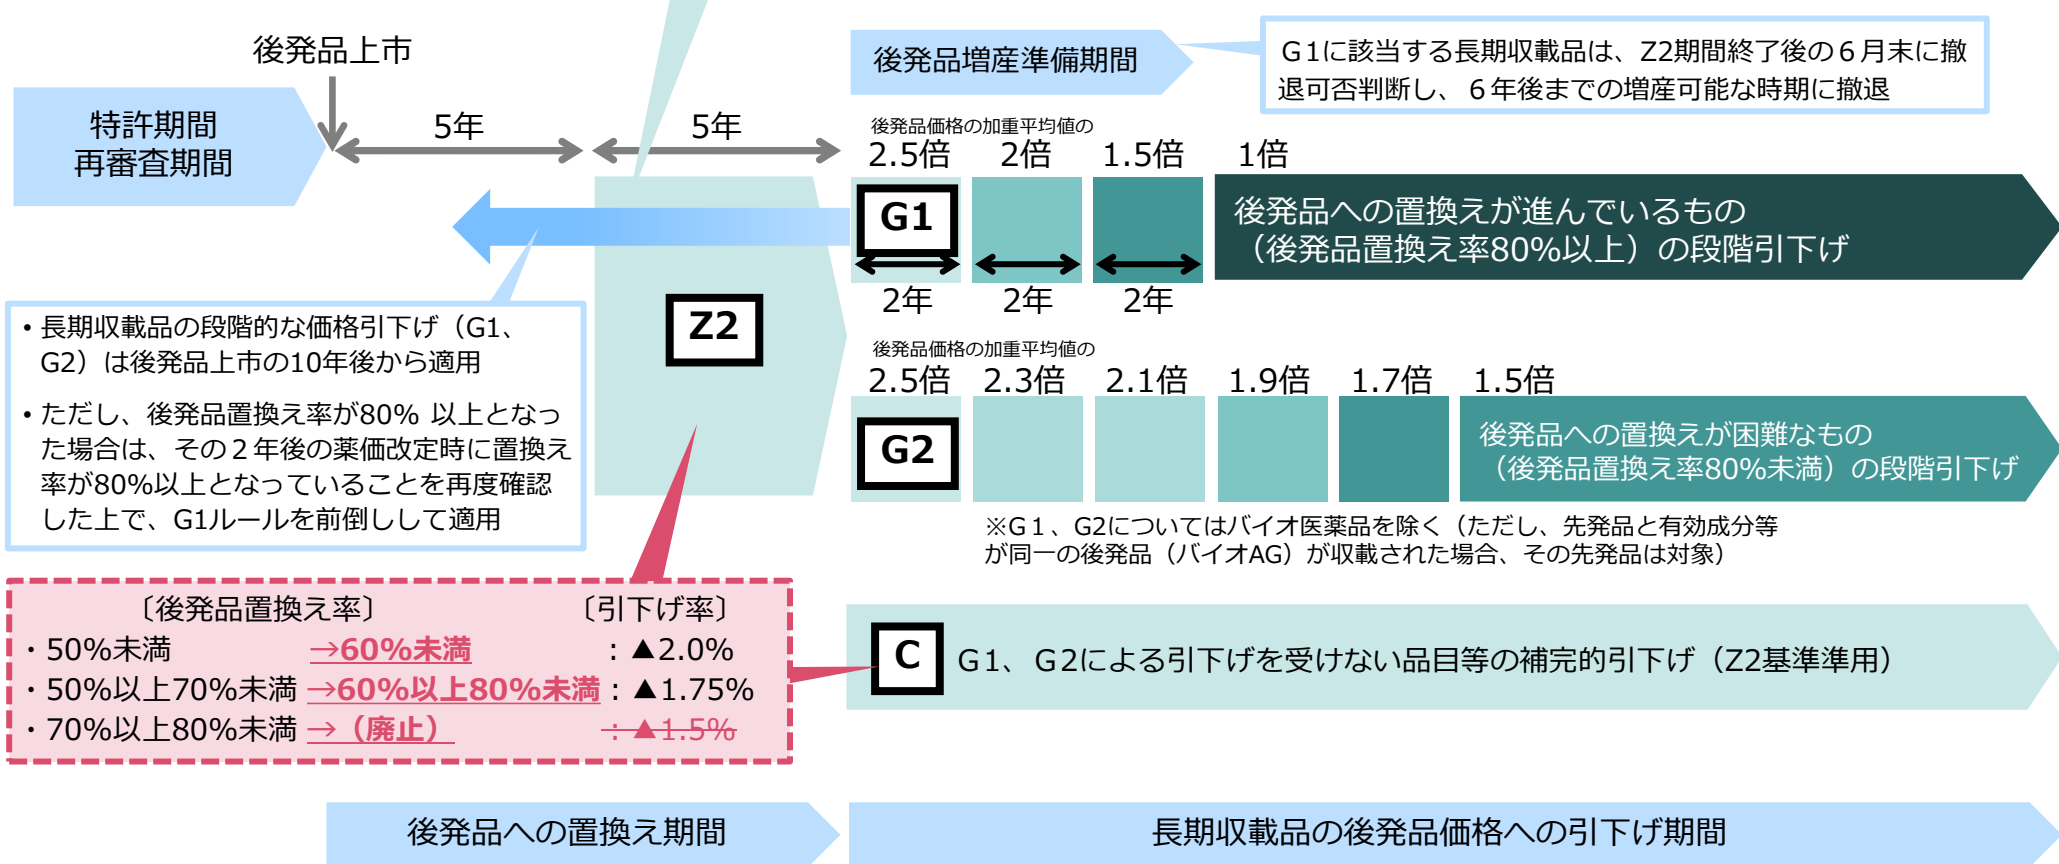 後発品上市
特許期間
再審査期間
5年
5年
後発品増産準備期間
G1に該当する長期収載品は、Z2期間終了後の６月末に撤
退可否判断し、６年後までの増産可能な時期に撤退
後発品価格の加重平均値の
2.5倍 2倍 1.5倍 1倍
G1
2年 2年 2年
後発品への置換えが進んでいるもの
（後発品置換え率80%以上）の段階引下げ
Z2
・長期収載品の段階的な価格引下げ（G1、
G2）は後発品上市の10年後から適用
・ただし、後発品置換え率が80% 以上となっ
た場合は、その２年後の薬価改定時に置換え
率が80%以上となっていることを再度確認
した上で、G1ルールを前倒しして適用
後発品価格の加重平均値の
2.5倍 2.3倍 2.1倍 1.9倍 1.7倍 1.5倍
G2
後発品への置換えが困難なもの
（後発品置換え率80%未満）の段階引下げ
※G１、G2についてはバイオ医薬品を除く（ただし、先発品と有効成分等
が同一の後発品（バイオAG）が収載された場合、その先発品は対象）
〔後発品置換え率〕 〔引下げ率〕
・50%未満 →60%未満 : ▲2.0%
・50%以上70%未満 →60%以上80%未満 : ▲1.75%
・70%以上80%未満 →（廃止） : ▲1.5%
C
G1、G2による引下げを受けない品目等の補完的引下げ（Z2基準準用）
後発品への置換え期間
長期収載品の後発品価格への引下げ期間